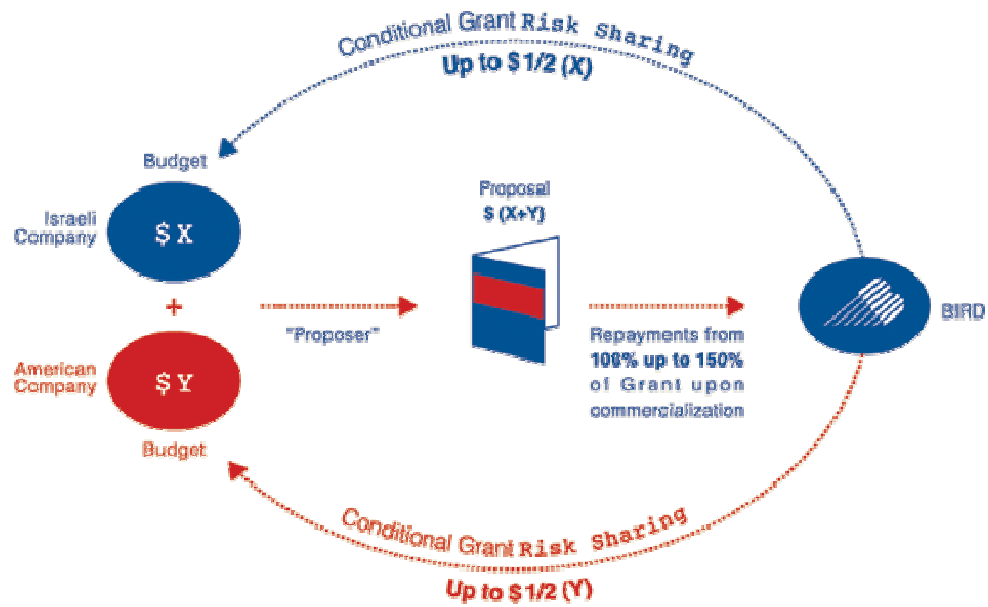 Conditional Grant Risk Sharing
Up to $1/2 (X)
Budget
Israeli
Company
$ X
+
American
Company
$ Y
Budget
"Proposer"
Proposal
$ (X+Y)
Repayments from
100% up to 150%
of Grant upon
commercialization
BIRD
Conditional Grant Risk Sharing
Up to $1/2 (Y)